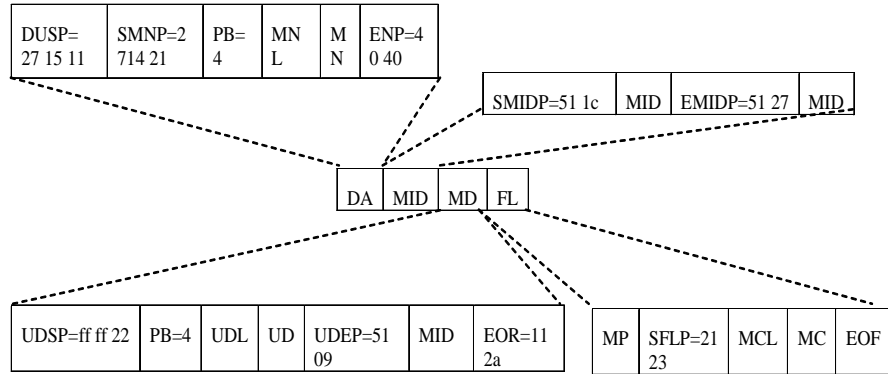 DUSP=
27 15 11
SMNP=2
714 21
PB=
4
MN
L
M
N
ENP=4
0 40
SMIDP=51 1c
MID
EMIDP=51 27
MID
DA
MID
MD
FL
UDSP=ff ff 22
PB=4
UDL
UD
UDEP=51
09
MID
EOR=11
2a
MP
SFLP=21
23
MCL
MC
EOF